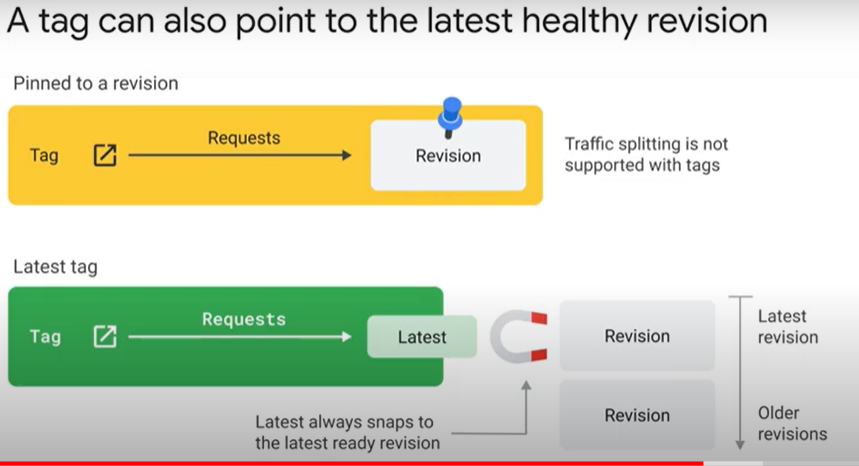 A tag can also point to the latest healthy revision
Pinned to a revision
Tag
Requests
Revision
Traffic splitting is not
supported with tags
Latest tag
Tag
Requests
Latest
Revision
Latest
revision
Revision
Older
revisions
Latest always snaps to
the latest ready revision